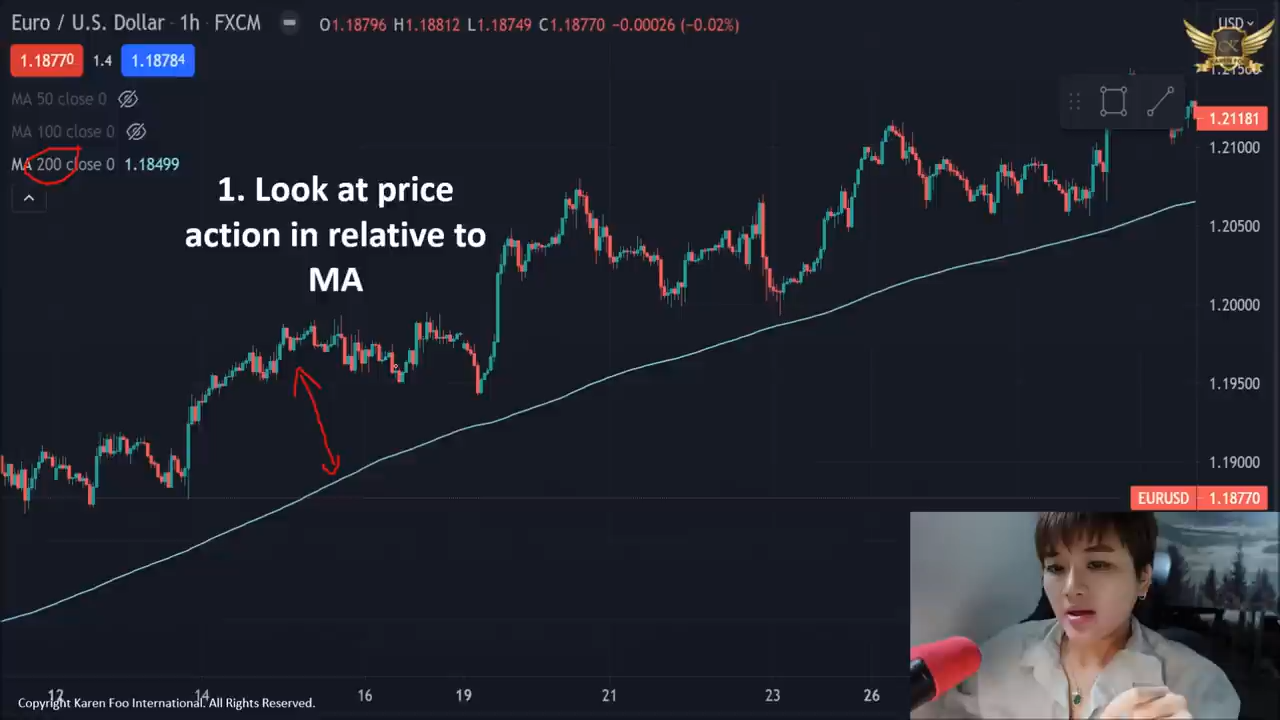 Euro / U.S. Dollar · 1h · FXCM
O1.18796 H1.18812 L1.18749 C1.18770 −0.00026 (−0.02%)
USD
1.18770 1.4 1.18784
MA 50 close 0
MA 100 close 0
MA 200 close 0 1.18499
1. Look at price
action in relative to
MA
1.21500
1.21181
1.21000
1.20500
1.20000
1.19500
1.19000
EURUSD 1.18770
12 14 16 19 21 23 26
Copyright Karen Foo International. All Rights Reserved.